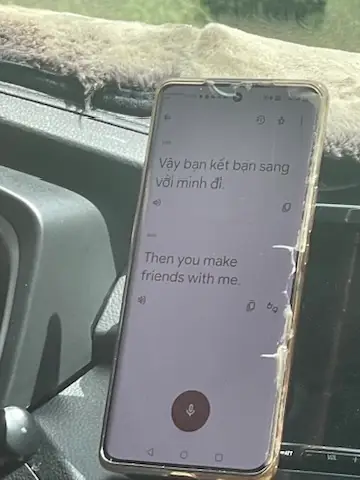 Vậy bạn kết bạn sang
với mình đi.
Then you make
friends with me.